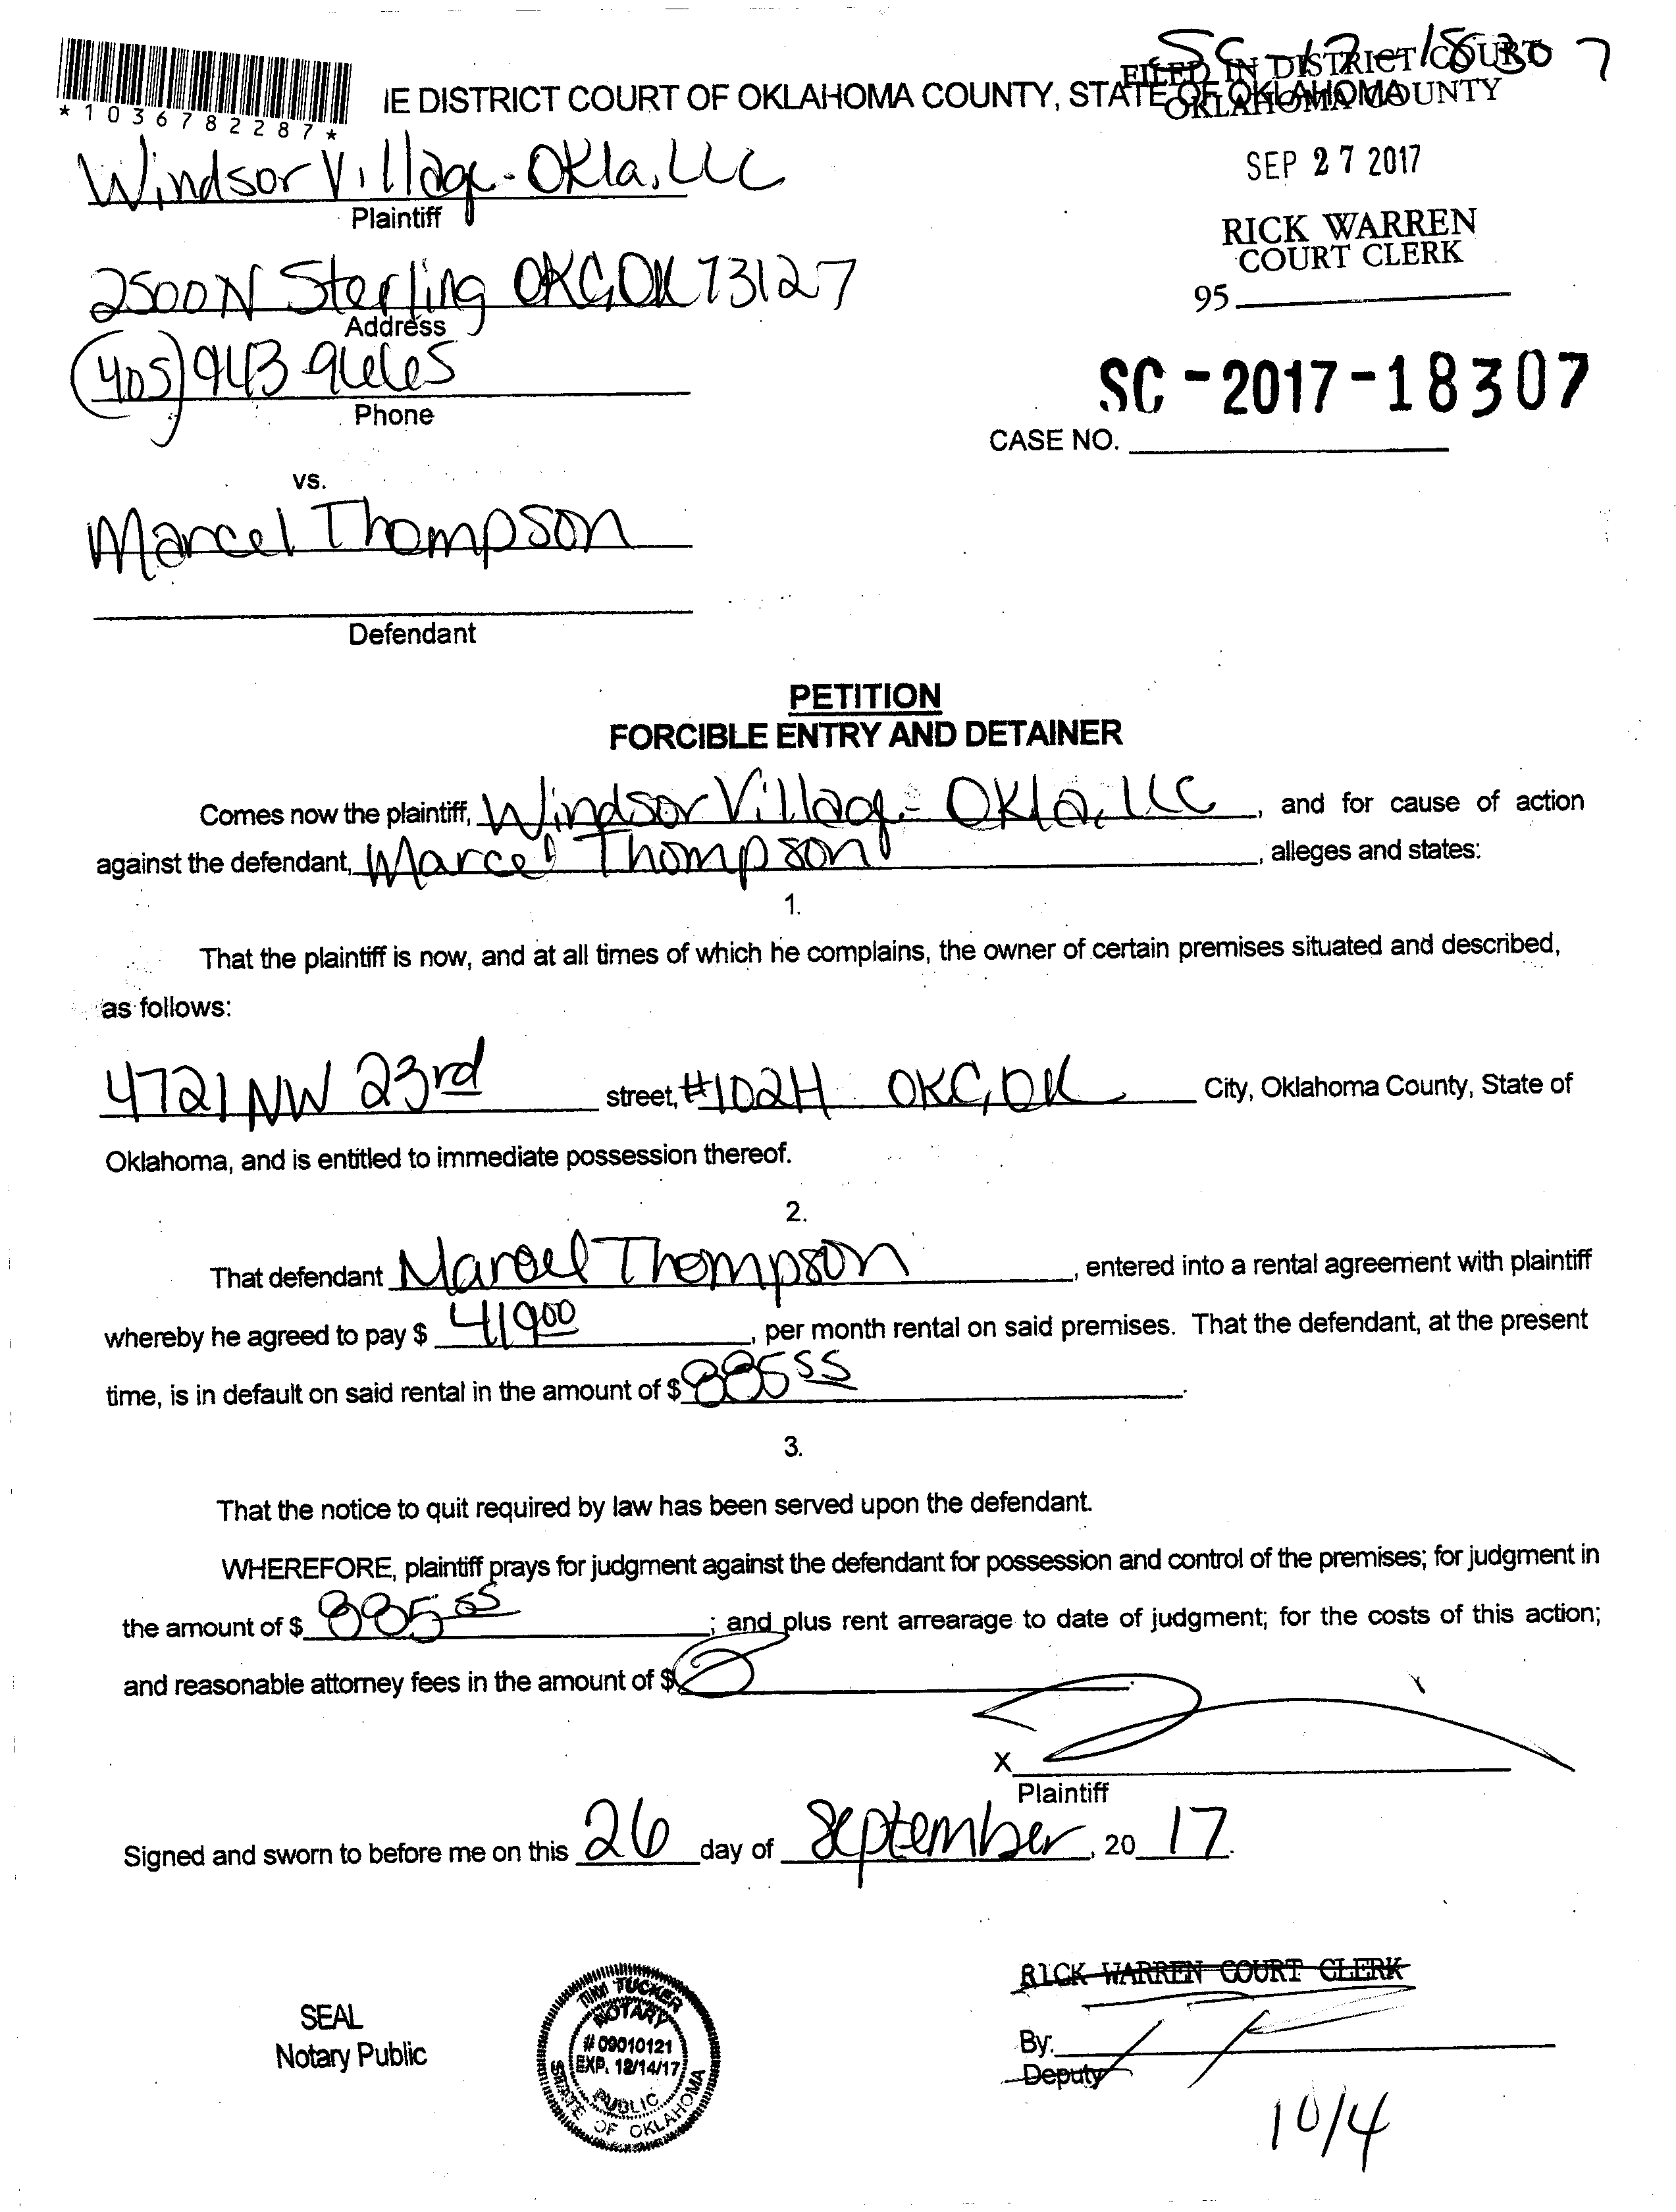 SC-17-18307
FILED IN DISTRICT COURT
OKLAHOMA COUNTY
*1036782287*
IE DISTRICT COURT OF OKLAHOMA COUNTY, STATE OF OKLAHOMA
SEP 27 2017
RICK WARREN
COURT CLERK
95
Windsor Village-Okla, LLC
Plaintiff
2500 N Sterling OKC, OK 73127
Address
(405) 943 9665
Phone
SC-2017-18307
CASE NO.
vs.
Marcel Thompson
Defendant
PETITION
FORCIBLE ENTRY AND DETAINER
Comes now the plaintiff, Windsor Village-Okla, LLC, and for cause of action
against the defendant, Marcel Thompson, alleges and states:
1.
That the plaintiff is now, and at all times of which he complains, the owner of certain premises situated and described,
as follows:
4721 NW 23rd street, #102H OKC, OK City, Oklahoma County, State of
Oklahoma, and is entitled to immediate possession thereof.
2.
That defendant Marcel Thompson, entered into a rental agreement with plaintiff
whereby he agreed to pay $ 419.00, per month rental on said premises. That the defendant, at the present
time, is in default on said rental in the amount of $ 885.55.
3.
That the notice to quit required by law has been served upon the defendant.
WHEREFORE, plaintiff prays for judgment against the defendant for possession and control of the premises; for judgment in
the amount of $ 885.55; and plus rent arrearage to date of judgment; for the costs of this action;
and reasonable attorney fees in the amount of $ 0.
X
Plaintiff
Signed and sworn to before me on this 26 day of September, 20 17.
SEAL
Notary Public
TIM TUCKER
NOTARY
# 09010121
EXP. 12/14/17
PUBLIC
STATE OF OKLAHOMA
RICK WARREN COURT CLERK
By:
Deputy
10/4